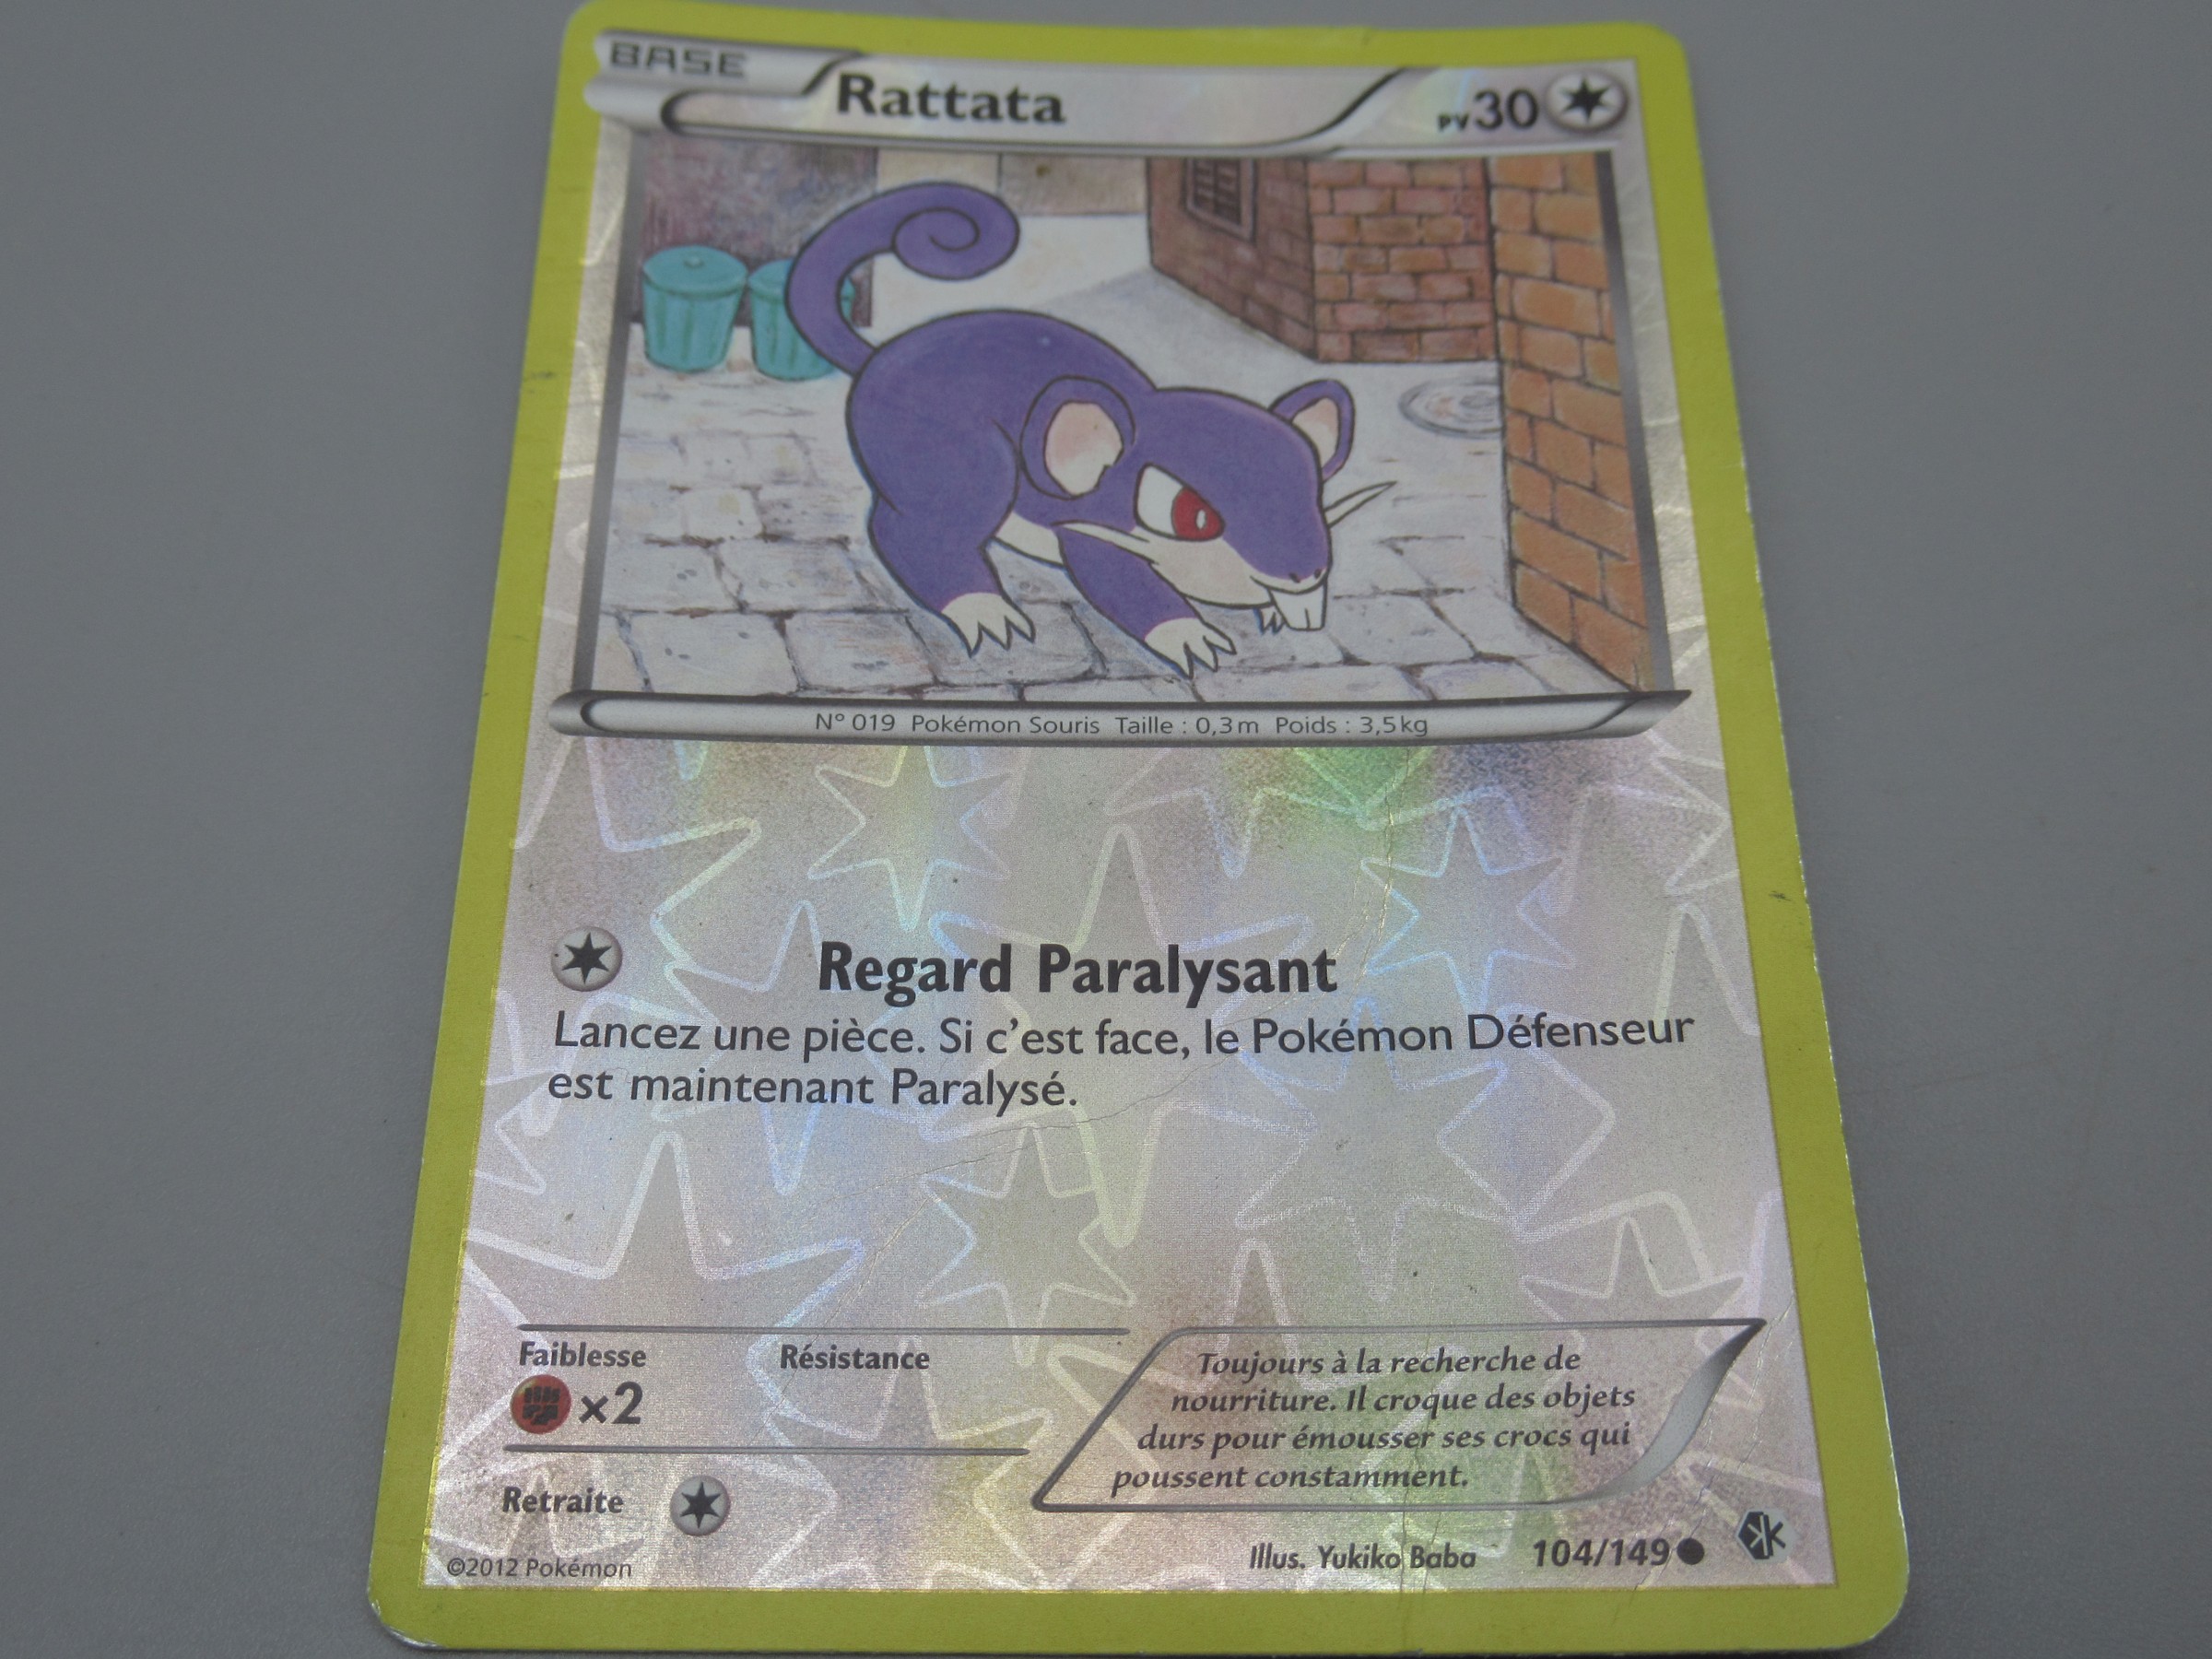 BASE
Rattata
PV30
N° 019 Pokémon Souris Taille : 0,3 m Poids : 3,5 kg
Regard Paralysant
Lancez une pièce. Si c'est face, le Pokémon Défenseur
est maintenant Paralysé.
Faiblesse Résistance
×2
Retraite
Toujours à la recherche de
nourriture. Il croque des objets
durs pour émousser ses crocs qui
poussent constamment.
©2012 Pokémon
Illus. Yukiko Baba 104/149